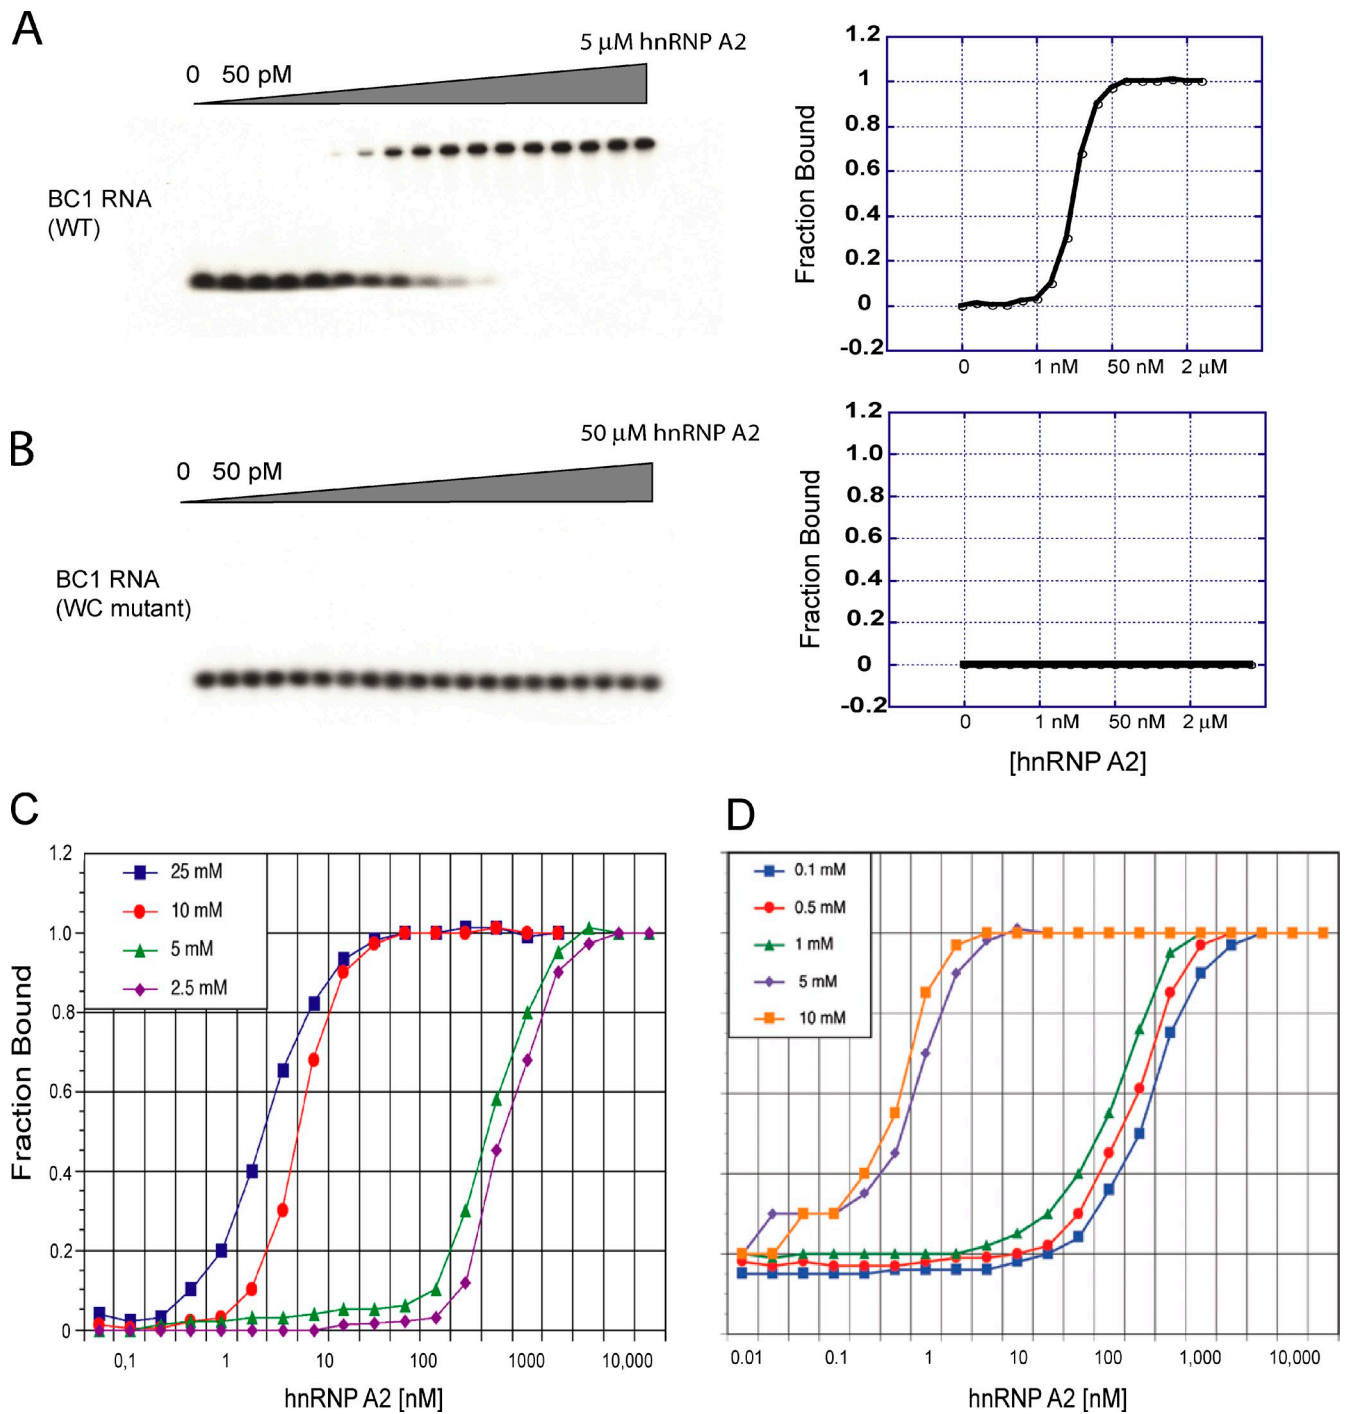 A
0 50 pM
5 µM hnRNP A2
BC1 RNA
(WT)
Fraction Bound
1.2
1
0.8
0.6
0.4
0.2
0
-0.2
0 1 nM 50 nM 2 µM
B
0 50 pM
50 µM hnRNP A2
BC1 RNA
(WC mutant)
Fraction Bound
1.2
1.0
0.8
0.6
0.4
0.2
0
-0.2
0 1 nM 50 nM 2 µM
[hnRNP A2]
C
Fraction Bound
1.2
1.0
0.8
0.6
0.4
0.2
0
25 mM
10 mM
5 mM
2.5 mM
0,1 1 10 100 1000 10,000
hnRNP A2 [nM]
D
0.1 mM
0.5 mM
1 mM
5 mM
10 mM
0.01 0.1 1 10 100 1,000 10,000
hnRNP A2 [nM]